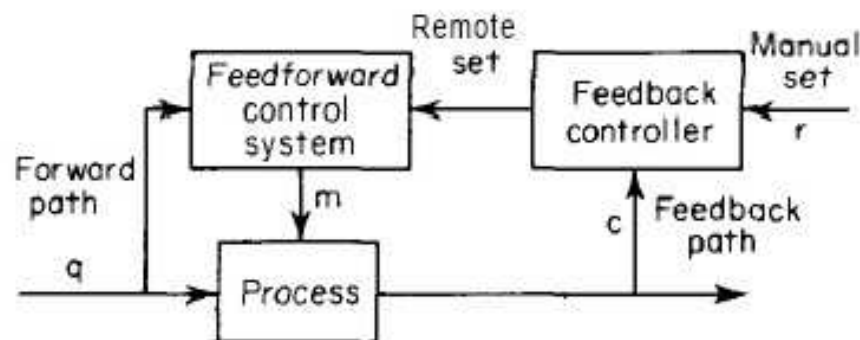 Feedforward
control
system
Remote
set
Feedback
controller
Manual
set
r
Forward
path
m
c
Feedback
path
q
Process